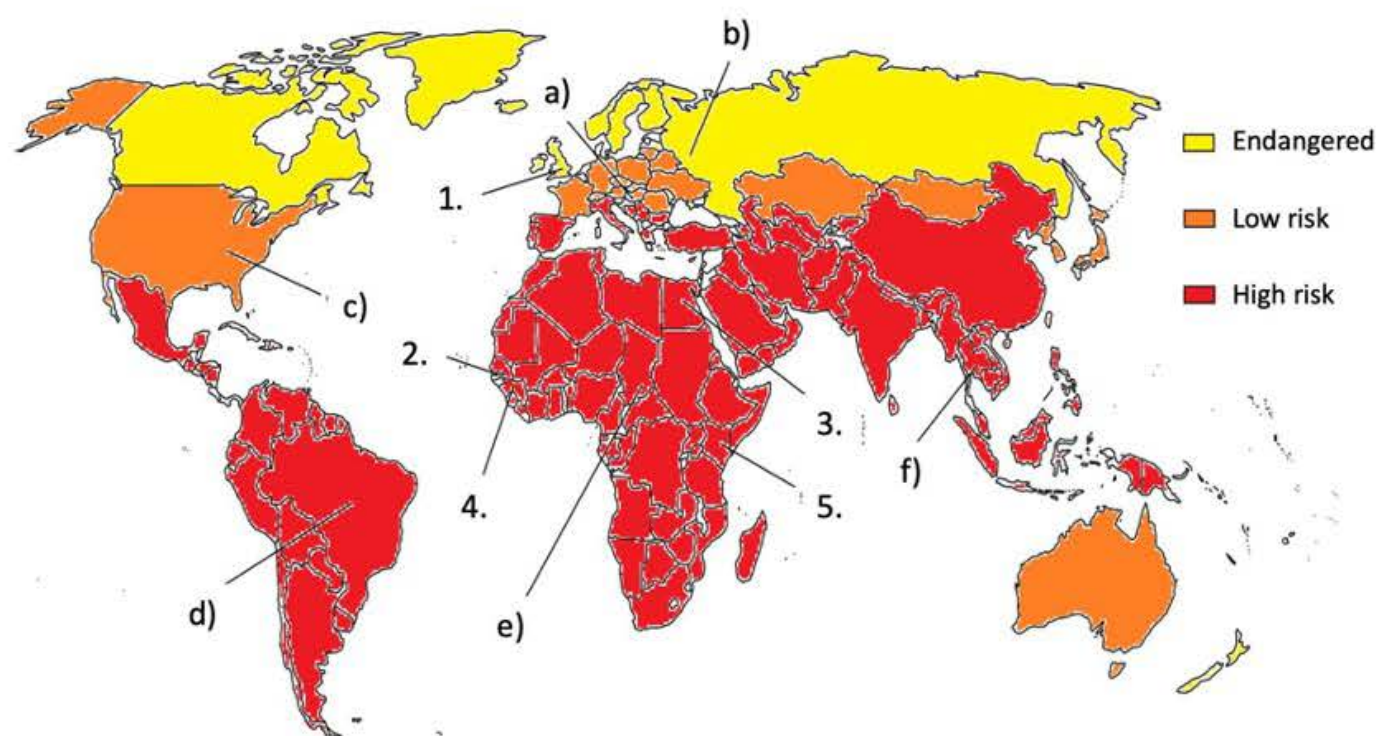 b)
a)
Endangered
1.
Low risk
c)
High risk
2.
3.
f)
4.
5.
d)
e)